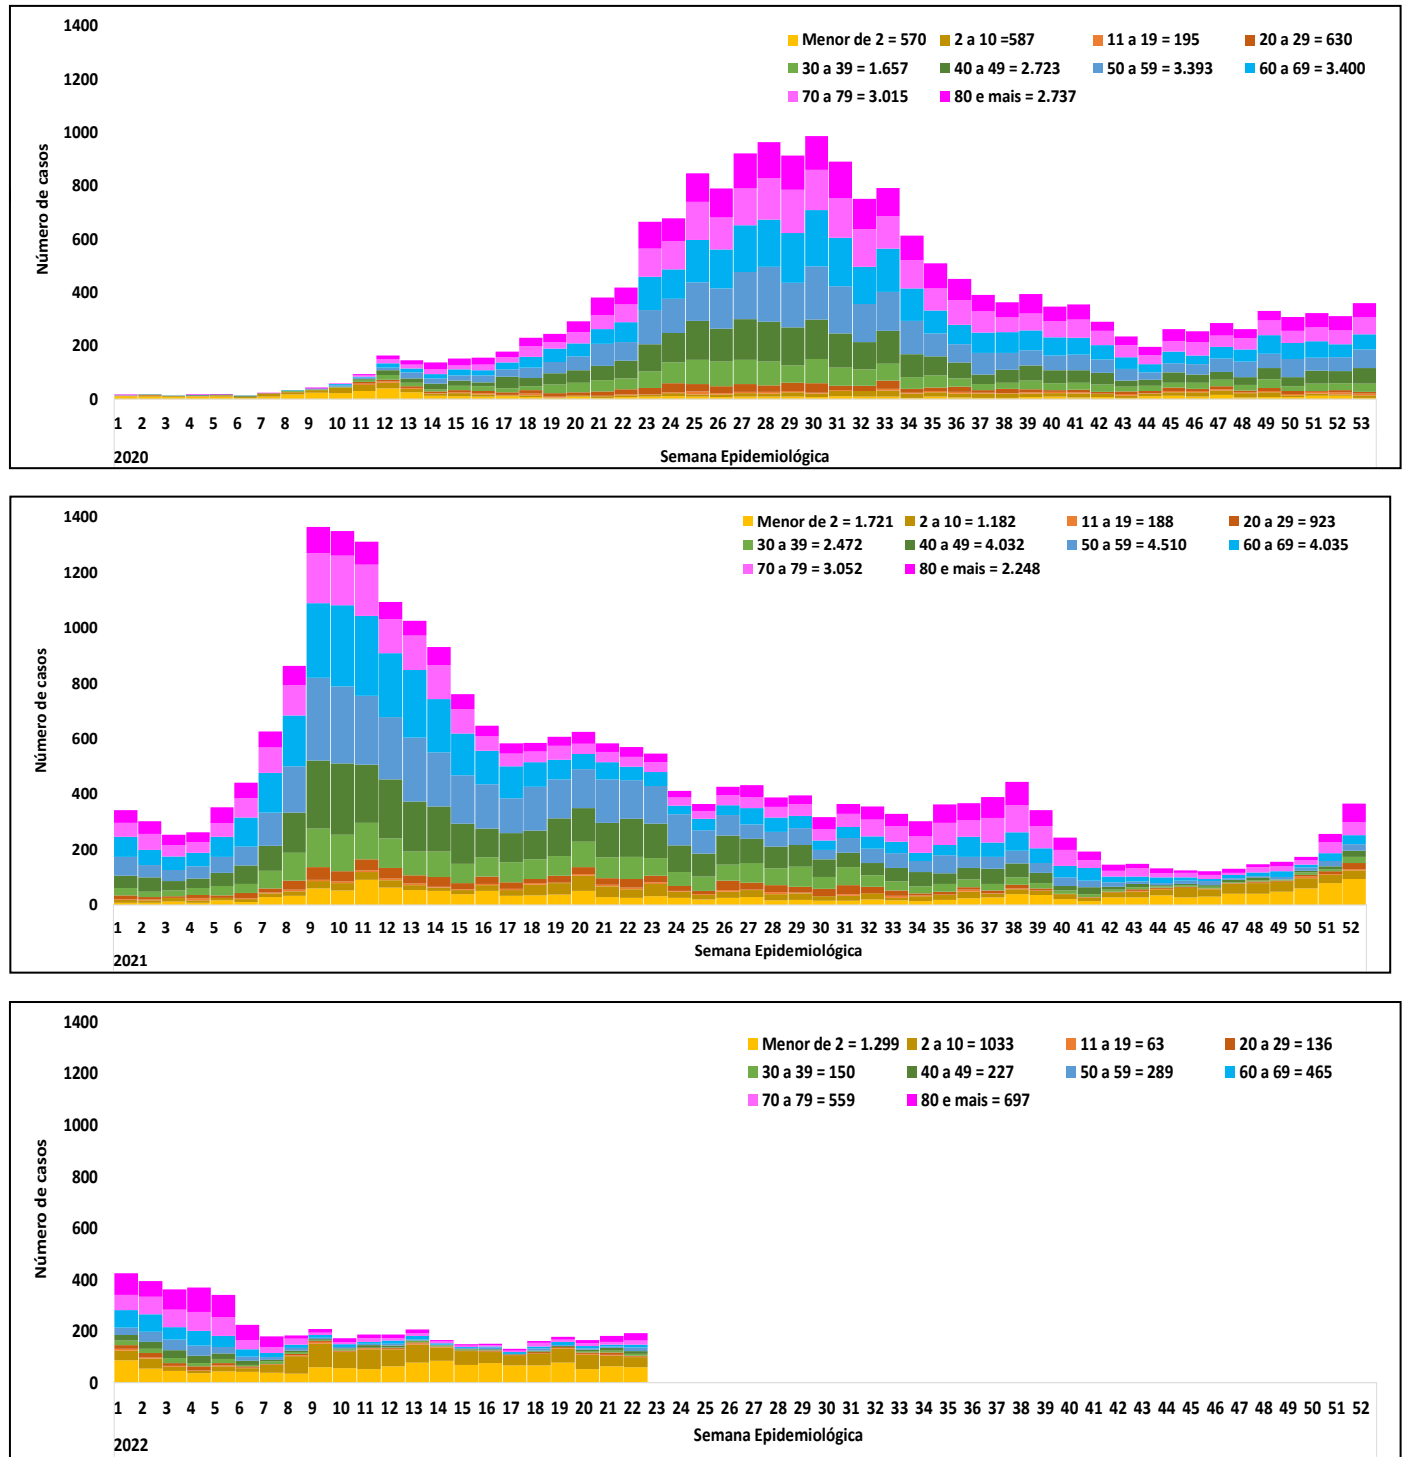 1400
1200
1000
800
600
400
200
0
Número de casos
Menor de 2 = 570 2 a 10 =587 11 a 19 = 195 20 a 29 = 630
30 a 39 = 1.657 40 a 49 = 2.723 50 a 59 = 3.393 60 a 69 = 3.400
70 a 79 = 3.015 80 e mais = 2.737
1 2 3 4 5 6 7 8 9 10 11 12 13 14 15 16 17 18 19 20 21 22 23 24 25 26 27 28 29 30 31 32 33 34 35 36 37 38 39 40 41 42 43 44 45 46 47 48 49 50 51 52 53
2020
Semana Epidemiológica
1400
1200
1000
800
600
400
200
0
Número de casos
Menor de 2 = 1.721 2 a 10 = 1.182 11 a 19 = 188 20 a 29 = 923
30 a 39 = 2.472 40 a 49 = 4.032 50 a 59 = 4.510 60 a 69 = 4.035
70 a 79 = 3.052 80 e mais = 2.248
1 2 3 4 5 6 7 8 9 10 11 12 13 14 15 16 17 18 19 20 21 22 23 24 25 26 27 28 29 30 31 32 33 34 35 36 37 38 39 40 41 42 43 44 45 46 47 48 49 50 51 52
Semana Epidemiológica
2021
1400
1200
1000
800
600
400
200
0
Número de casos
Menor de 2 = 1.299 2 a 10 = 1033 11 a 19 = 63 20 a 29 = 136
30 a 39 = 150 40 a 49 = 227 50 a 59 = 289 60 a 69 = 465
70 a 79 = 559 80 e mais = 697
1 2 3 4 5 6 7 8 9 10 11 12 13 14 15 16 17 18 19 20 21 22 23 24 25 26 27 28 29 30 31 32 33 34 35 36 37 38 39 40 41 42 43 44 45 46 47 48 49 50 51 52
Semana Epidemiológica
2022